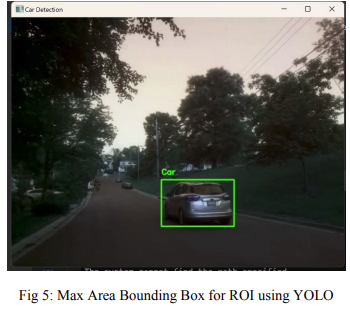 Car Detection
Car
The system cannot find the path specified
Fig 5: Max Area Bounding Box for ROI using YOLO